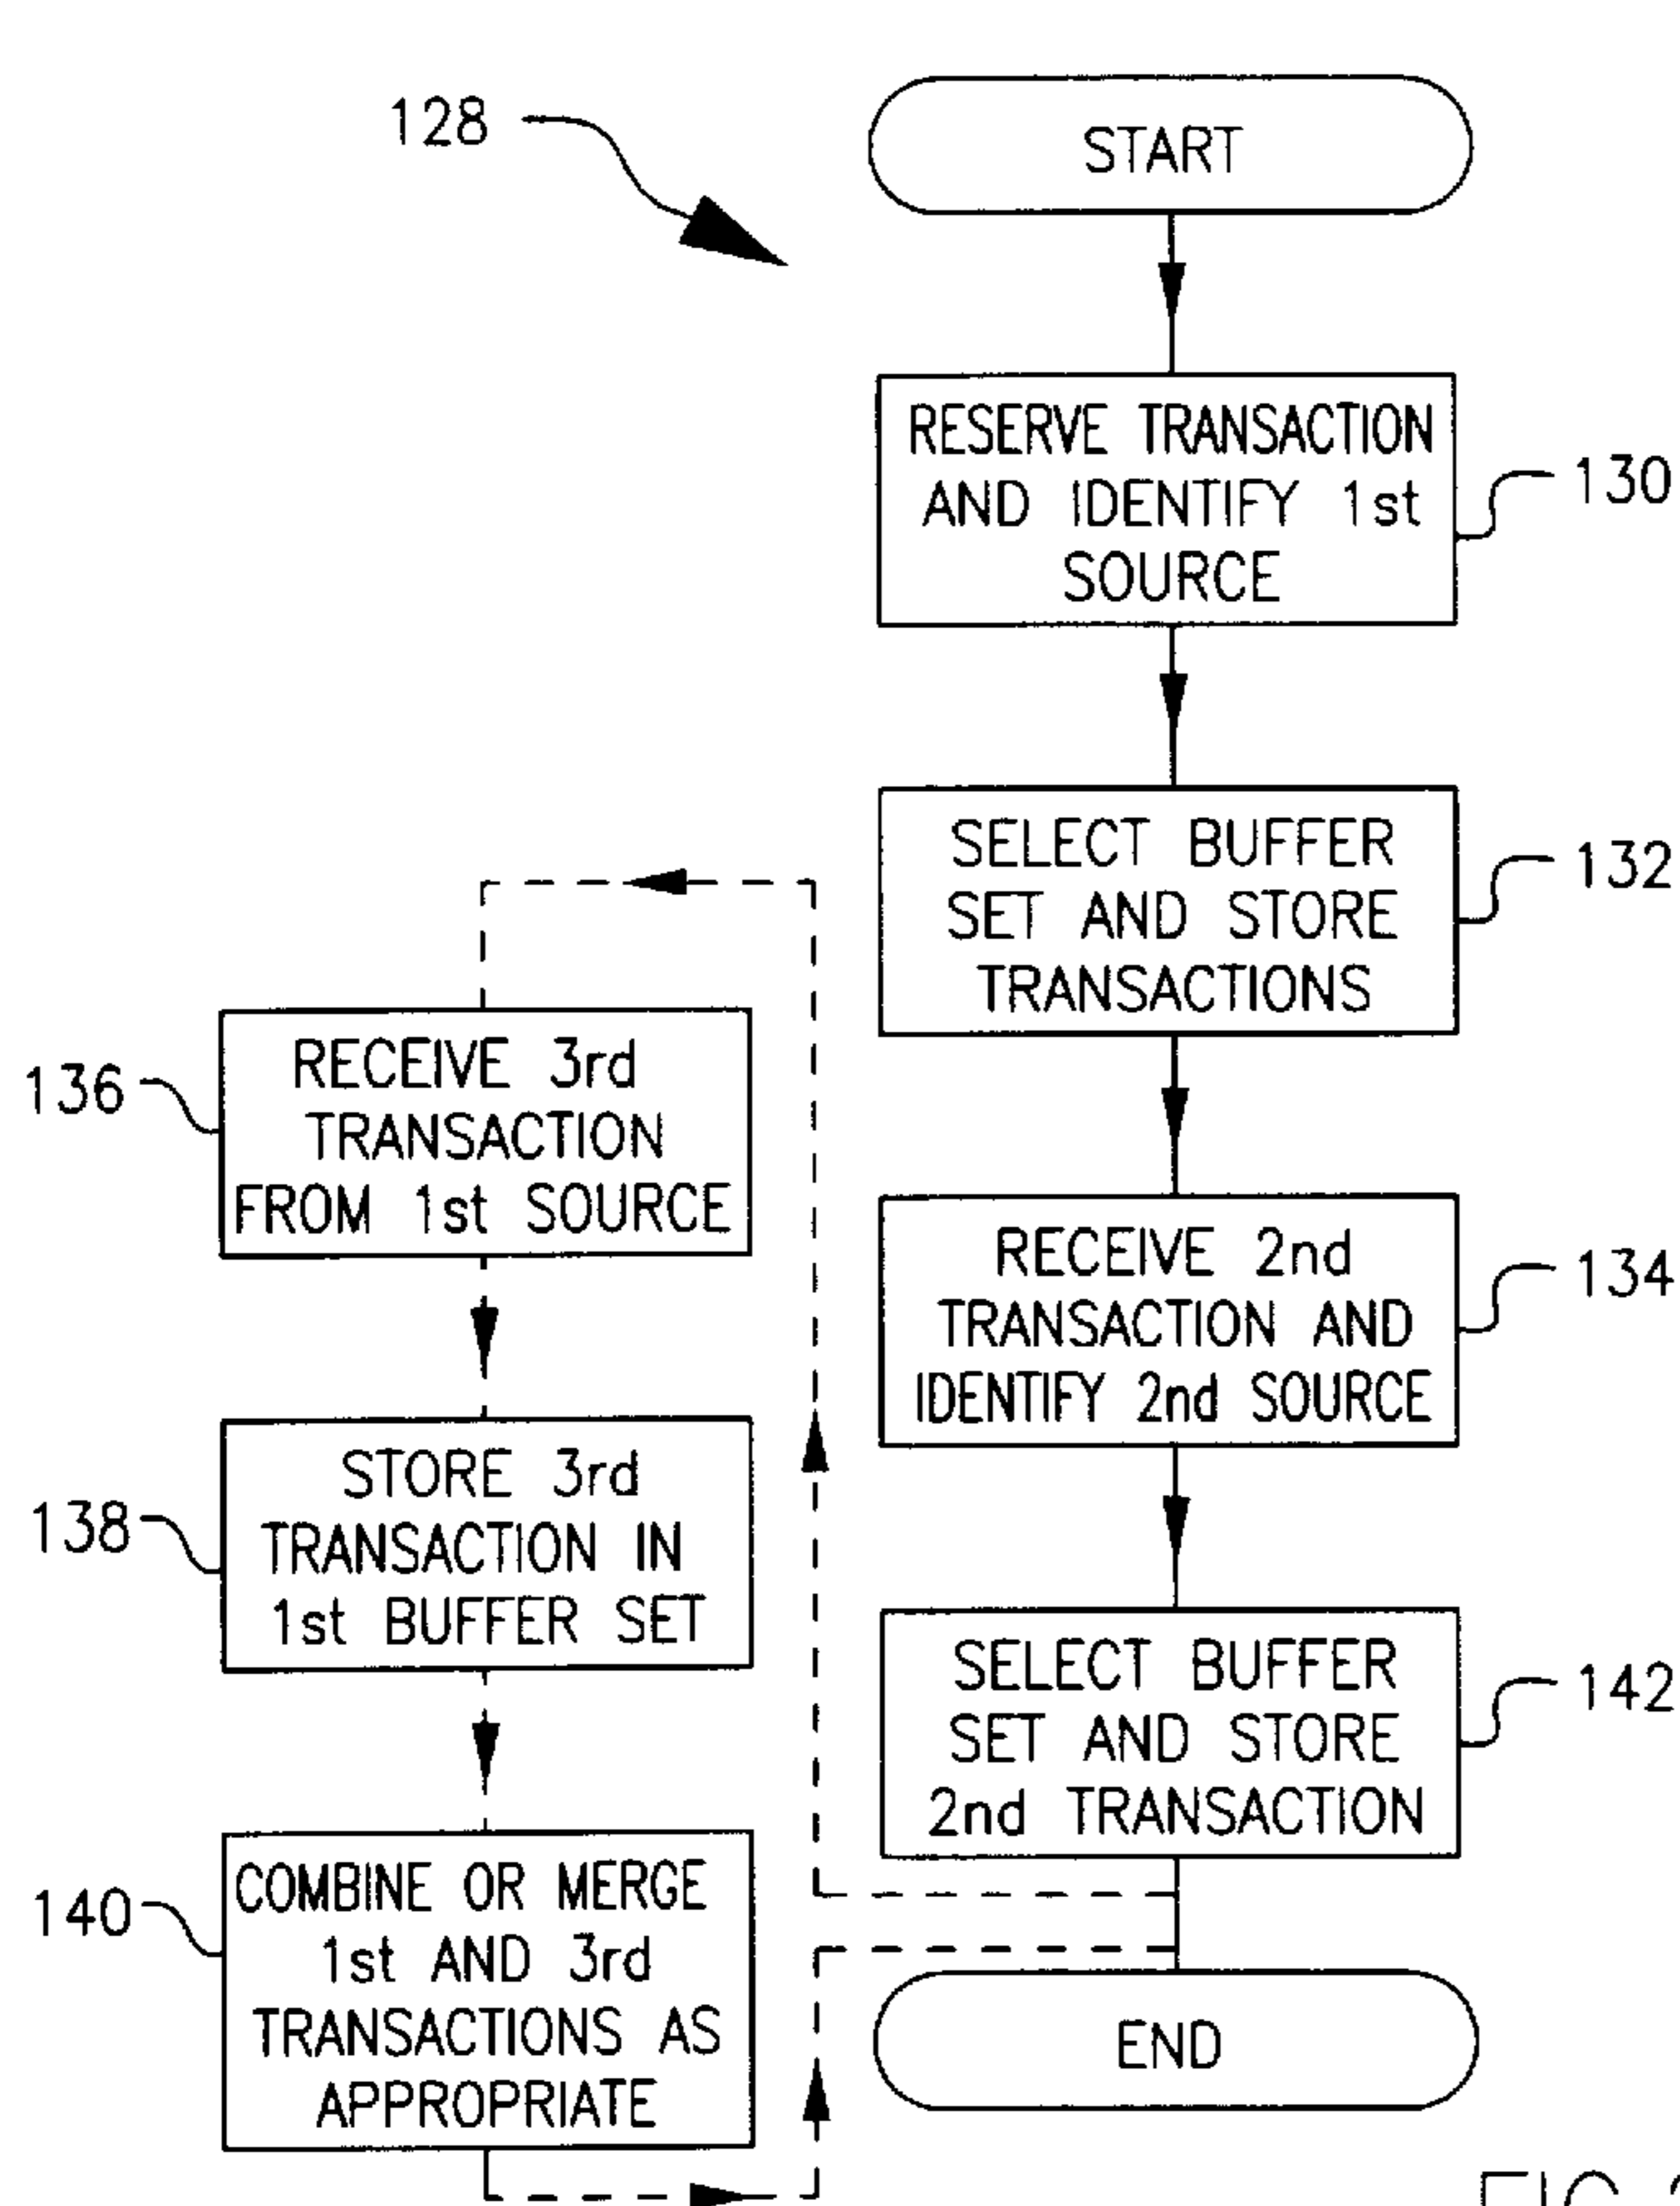 128
START
RESERVE TRANSACTION
AND IDENTIFY 1st
SOURCE
130
SELECT BUFFER
SET AND STORE
TRANSACTIONS
132
RECEIVE 2nd
TRANSACTION AND
IDENTIFY 2nd SOURCE
134
SELECT BUFFER
SET AND STORE
2nd TRANSACTION
142
RECEIVE 3rd
TRANSACTION
FROM 1st SOURCE
136
STORE 3rd
TRANSACTION IN
1st BUFFER SET
138
COMBINE OR MERGE
1st AND 3rd
TRANSACTIONS AS
APPROPRIATE
140
END